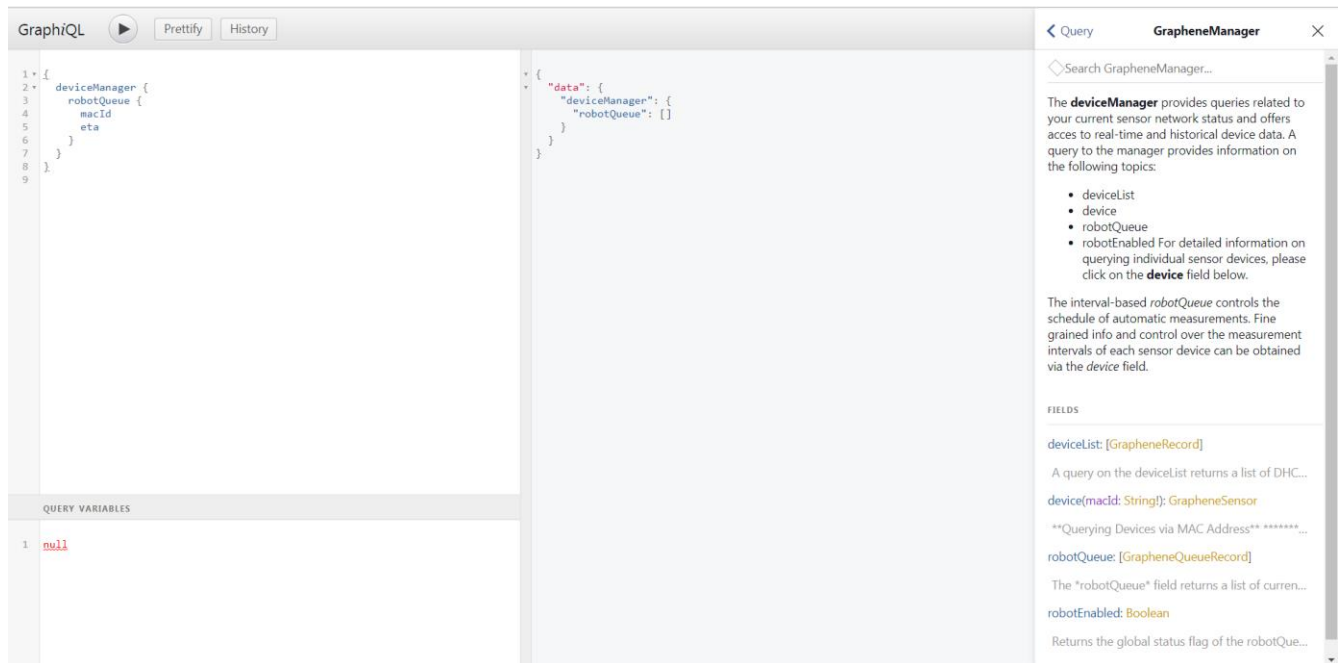 GraphiQL
Prettify
History
1 {
2 deviceManager {
3 robotQueue {
4 macId
5 eta
6 }
7 }
8 }
9
QUERY VARIABLES
1 null
{
"data": {
"deviceManager": {
"robotQueue": []
}
}
}
Query
GrapheneManager
Search GrapheneManager...
The deviceManager provides queries related to
your current sensor network status and offers
acces to real-time and historical device data. A
query to the manager provides information on
the following topics:
• deviceList
• device
• robotQueue
• robotEnabled For detailed information on
querying individual sensor devices, please
click on the device field below.
The interval-based robotQueue controls the
schedule of automatic measurements. Fine
grained info and control over the measurement
intervals of each sensor device can be obtained
via the device field.
FIELDS
deviceList: [GrapheneRecord]
A query on the deviceList returns a list of DHC...
device(macId: String!): GrapheneSensor
**Querying Devices via MAC Address** *******...
robotQueue: [GrapheneQueueRecord]
The *robotQueue* field returns a list of curren...
robotEnabled: Boolean
Returns the global status flag of the robotQue...